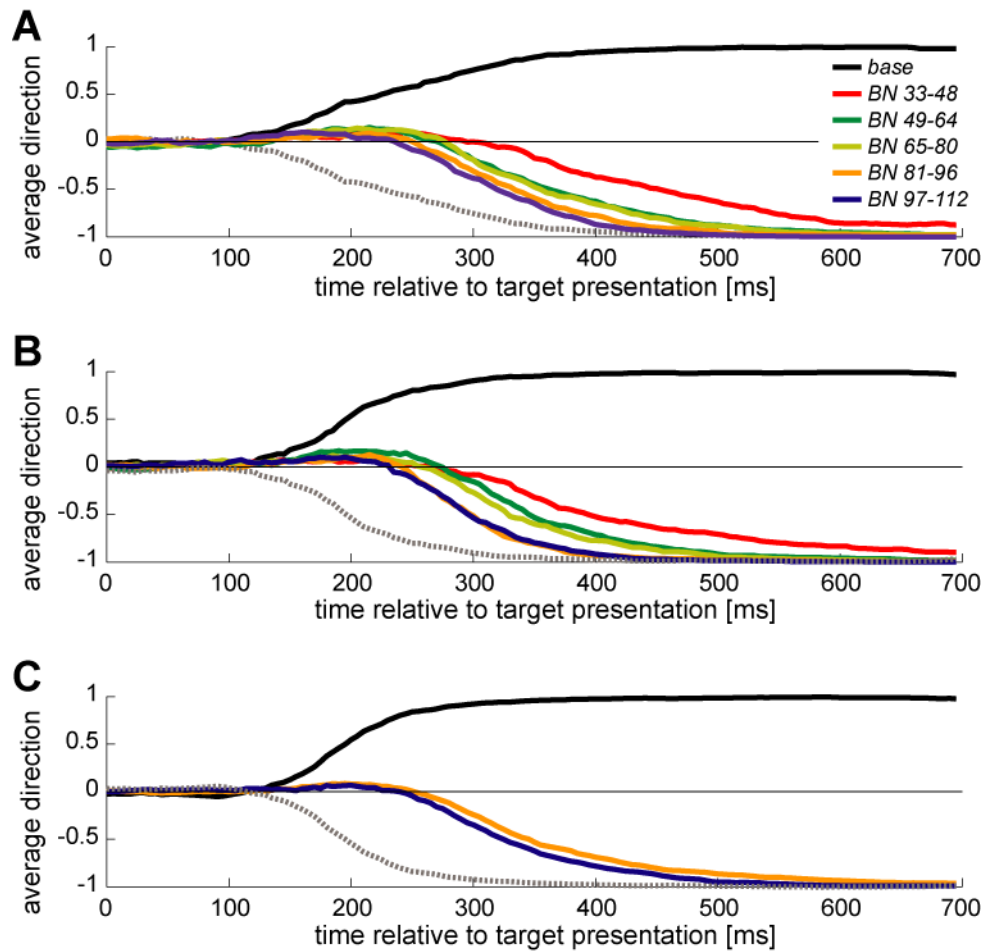 A
average direction
1
0.5
0
-0.5
-1
base
BN 33-48
BN 49-64
BN 65-80
BN 81-96
BN 97-112
0 100 200 300 400 500 600 700
time relative to target presentation [ms]
B
average direction
1
0.5
0
-0.5
-1
0 100 200 300 400 500 600 700
time relative to target presentation [ms]
C
average direction
1
0.5
0
-0.5
-1
0 100 200 300 400 500 600 700
time relative to target presentation [ms]